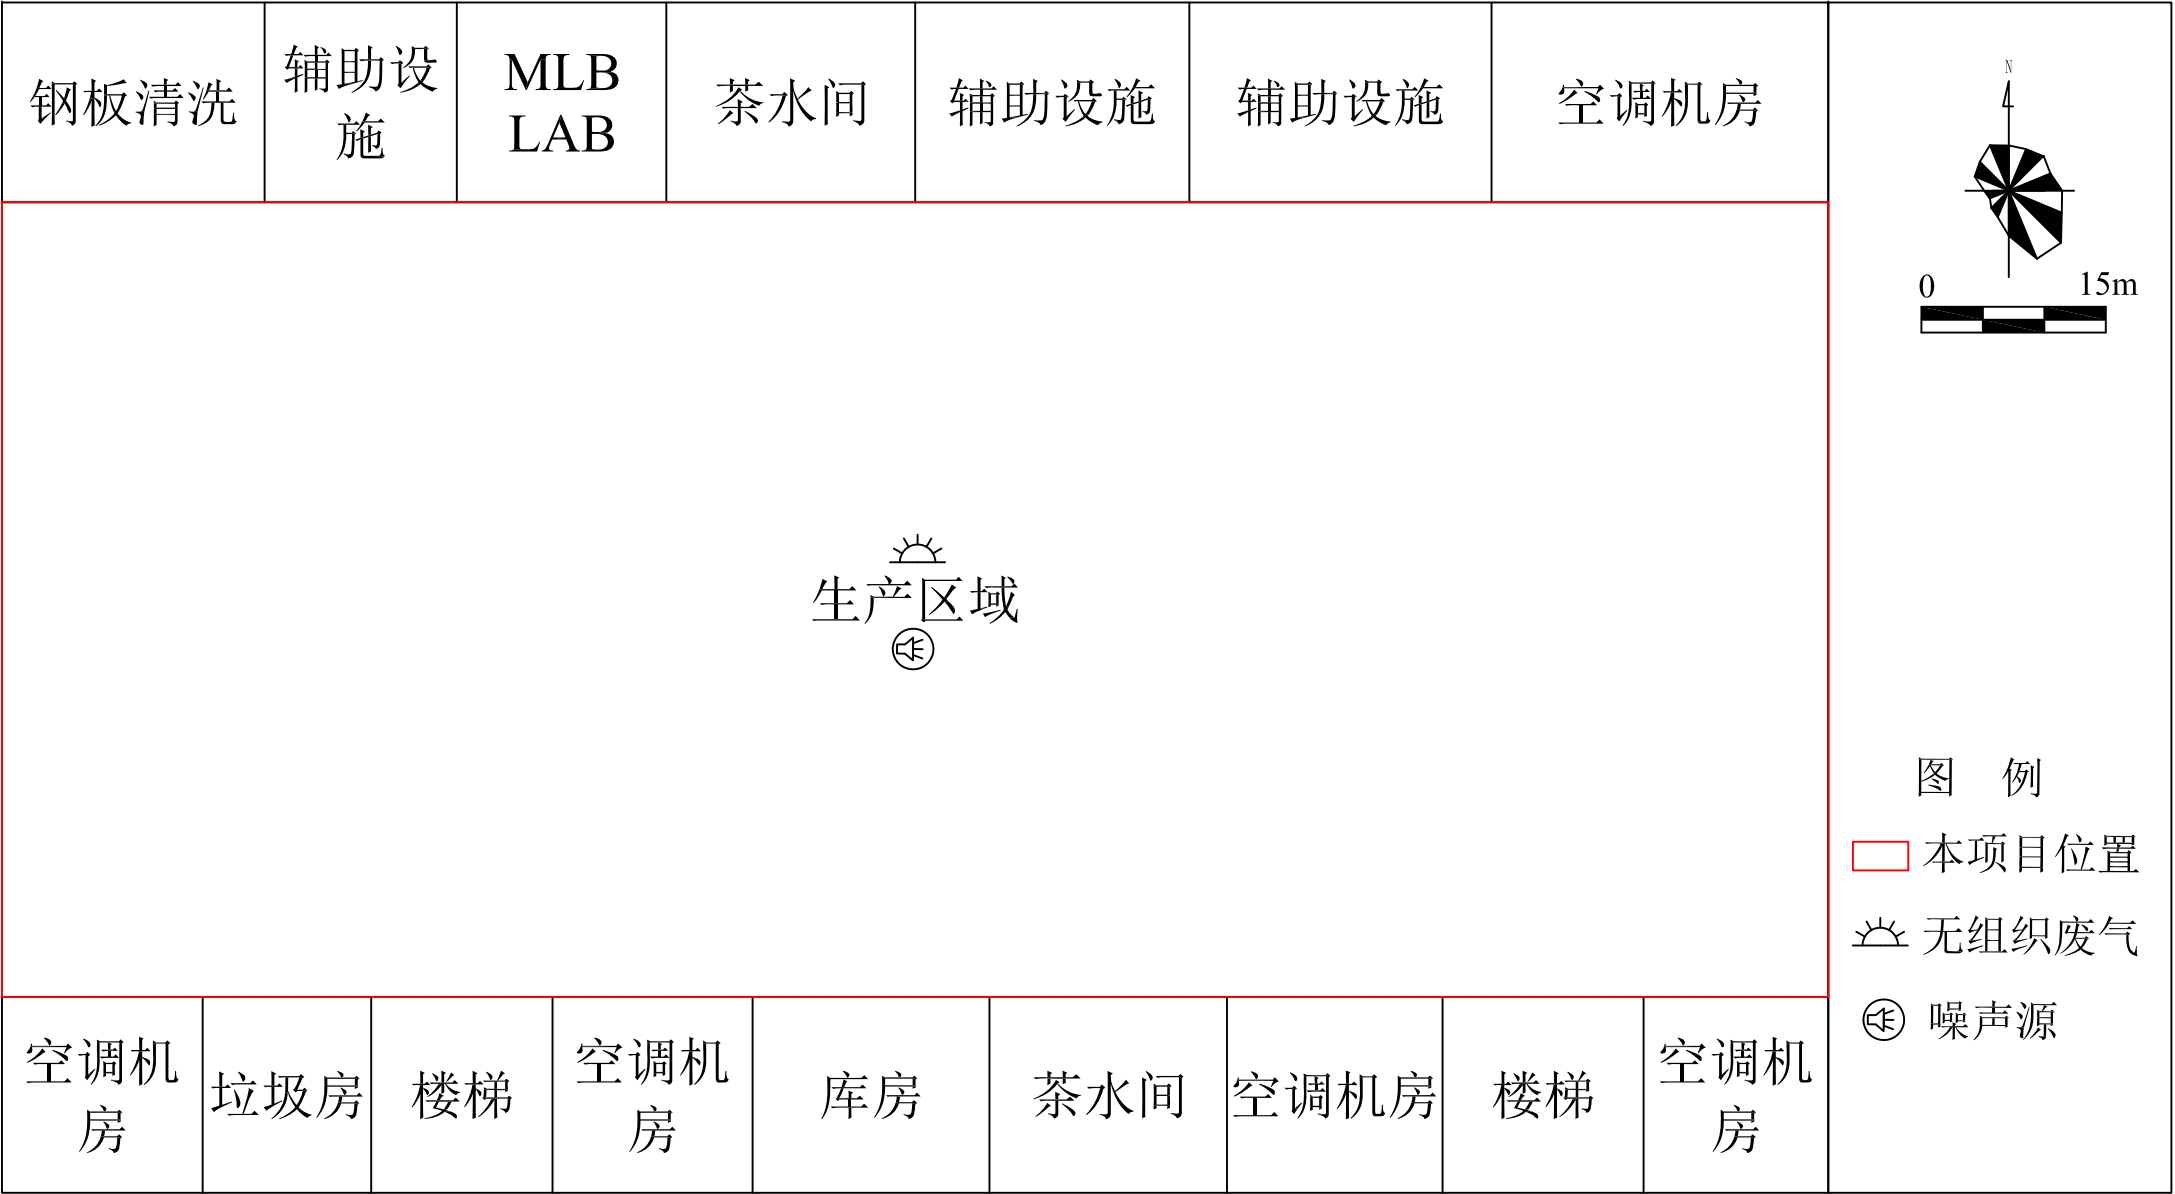 钢板清洗
辅助设
施
MLB
LAB
茶水间
辅助设施
辅助设施
空调机房
N
0
15m
生产区域
图 例
本项目位置
无组织废气
噪声源
空调机
房
垃圾房
楼梯
空调机
房
库房
茶水间
空调机房
楼梯
空调机
房